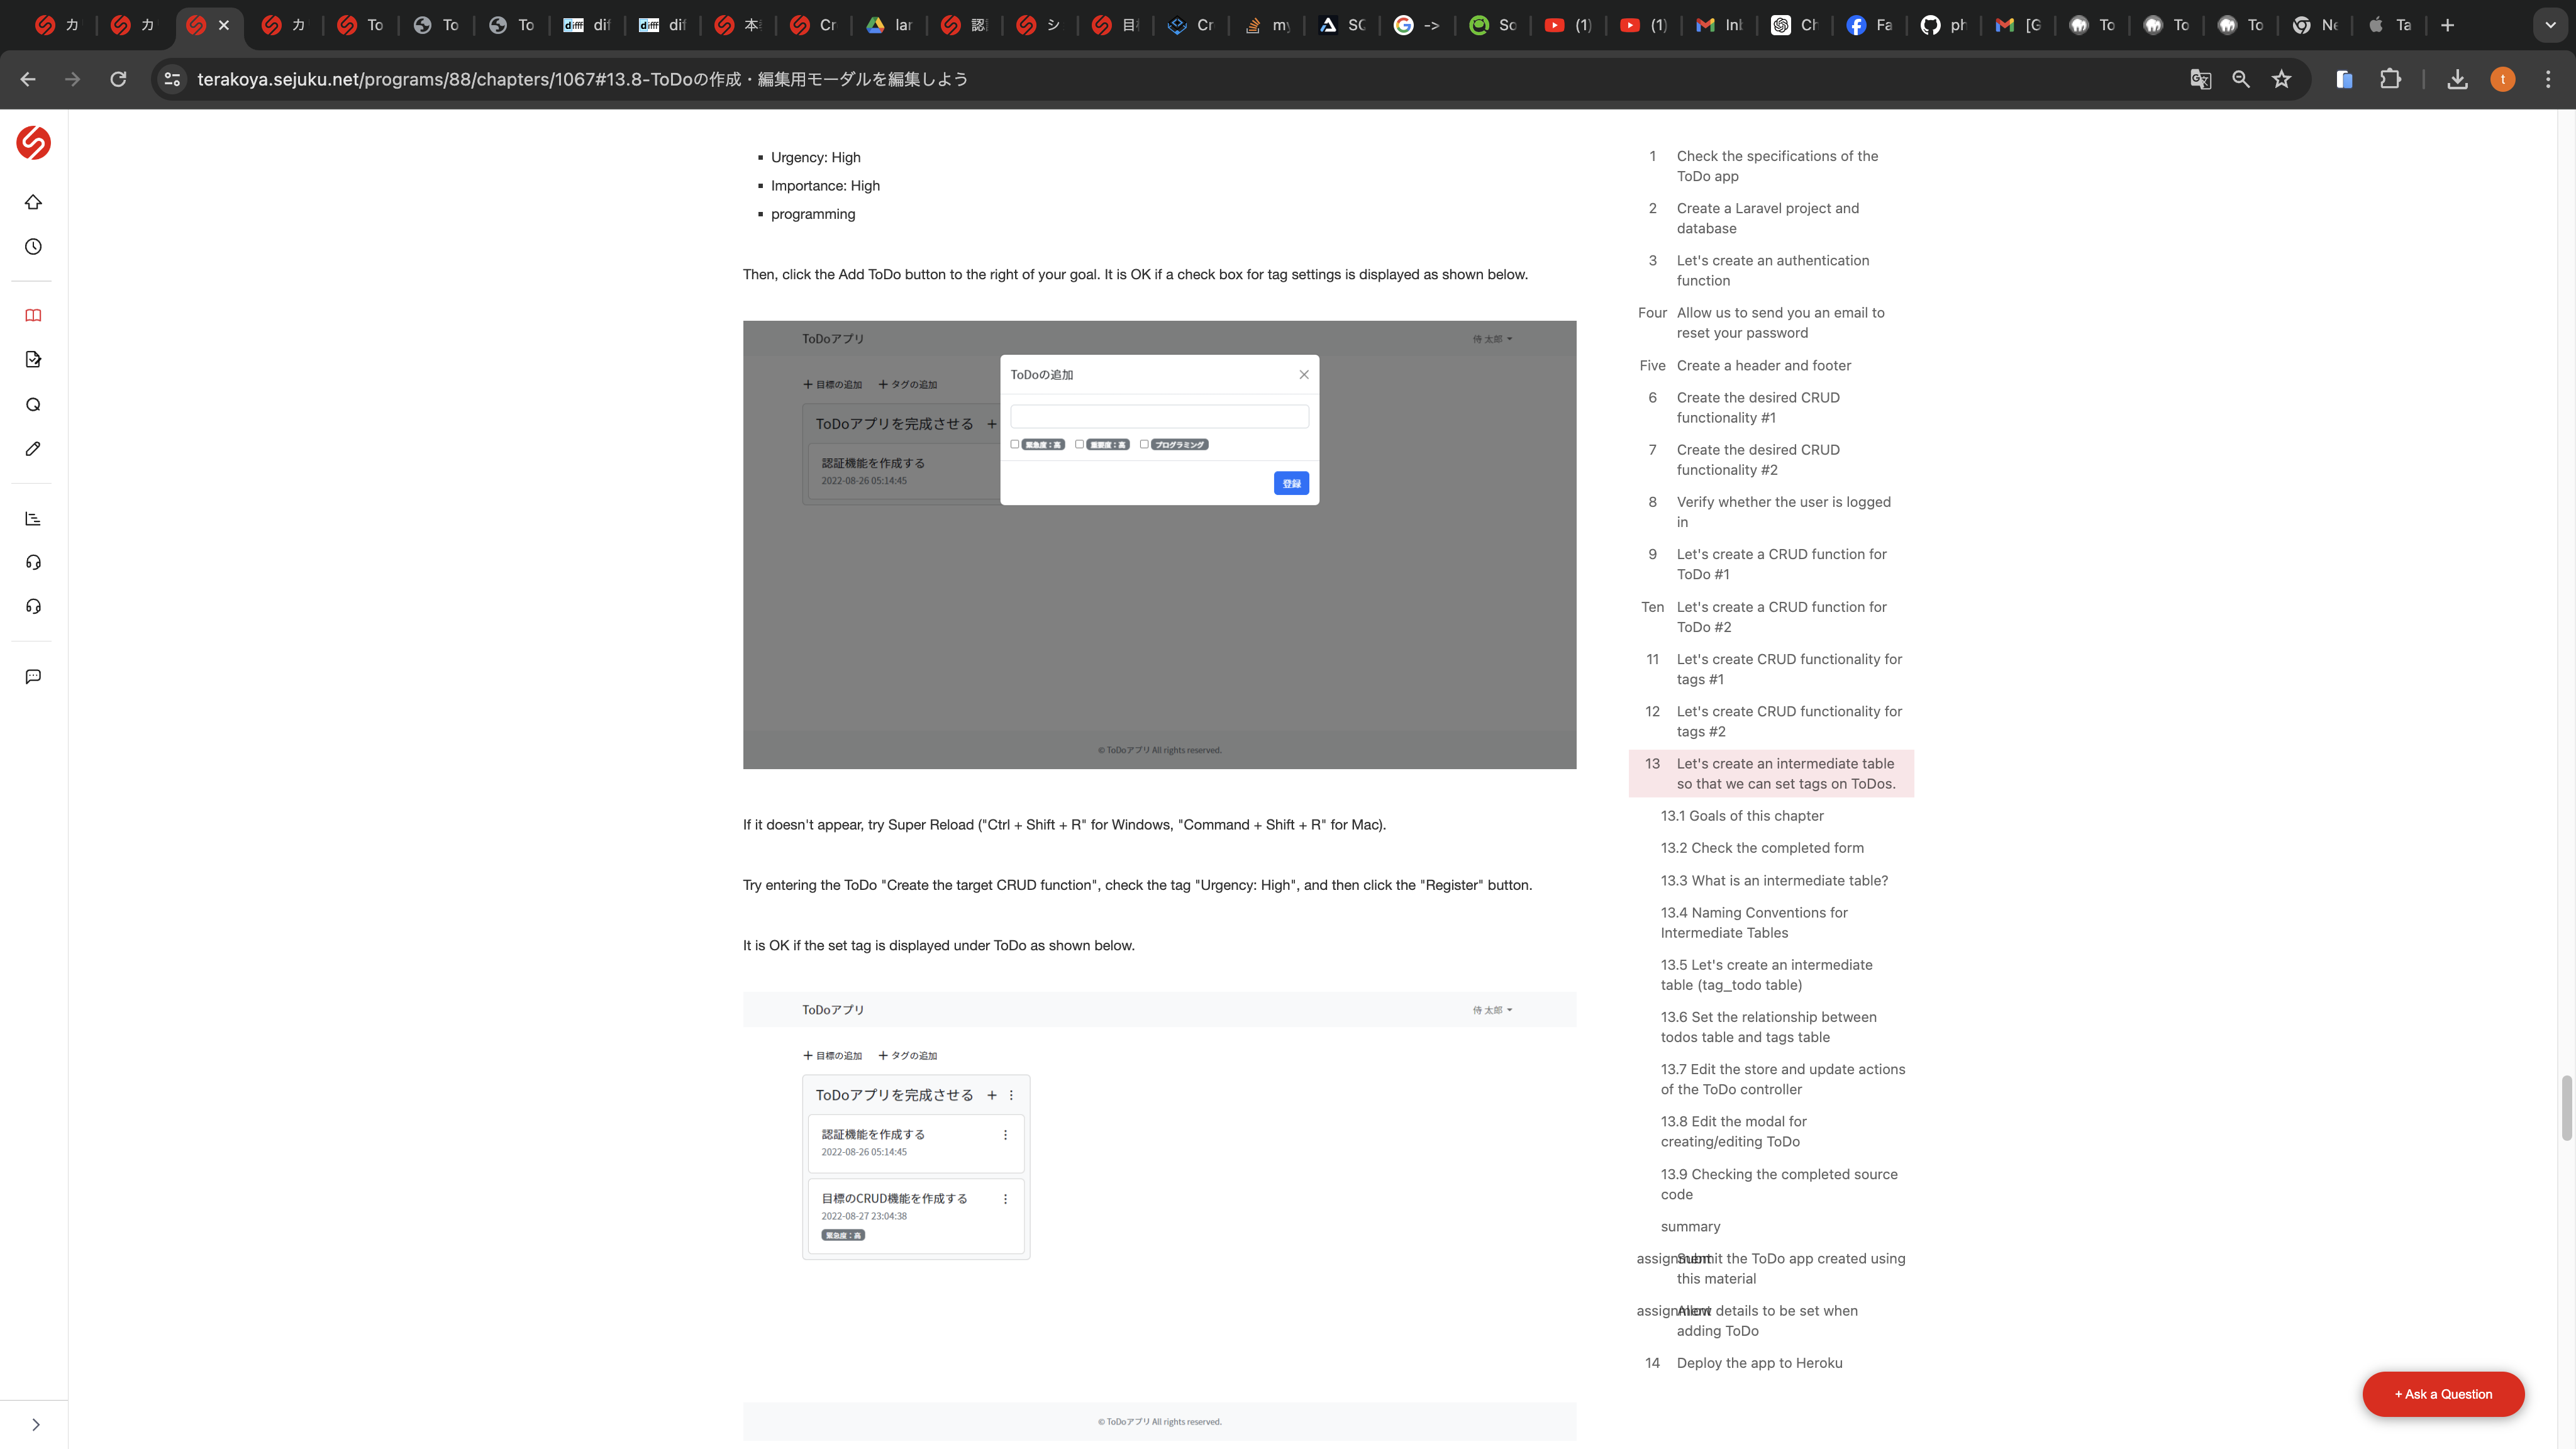 カ
カ
カ
To
To
To
dif
dif
本
Cr
lar
認
シ
目
Cr
my
SC
->
So
(1)
(1)
Inl
Ch
Fa
ph
[G
To
To
To
Ne
Ta
terakoya.sejuku.net/programs/88/chapters/1067#13.8-ToDoの作成・編集用モーダルを編集しよう
t
Urgency: High
Importance: High
programming
Then, click the Add ToDo button to the right of your goal. It is OK if a check box for tag settings is displayed as shown below.
ToDoアプリ
侍 太郎
目標の追加 タグの追加
ToDoアプリを完成させる +
認証機能を作成する
2022-08-26 05:14:45
ToDoの追加
緊急度：高 重要度：高 プログラミング
登録
© ToDoアプリ All rights reserved.
If it doesn't appear, try Super Reload ("Ctrl + Shift + R" for Windows, "Command + Shift + R" for Mac).
Try entering the ToDo "Create the target CRUD function", check the tag "Urgency: High", and then click the "Register" button.
It is OK if the set tag is displayed under ToDo as shown below.
ToDoアプリ
侍 太郎
目標の追加 タグの追加
ToDoアプリを完成させる +
認証機能を作成する
2022-08-26 05:14:45
目標のCRUD機能を作成する
2022-08-27 23:04:38
緊急度：高
© ToDoアプリ All rights reserved.
1 Check the specifications of the
ToDo app
2 Create a Laravel project and
database
3 Let's create an authentication
function
Four Allow us to send you an email to
reset your password
Five Create a header and footer
6 Create the desired CRUD
functionality #1
7 Create the desired CRUD
functionality #2
8 Verify whether the user is logged
in
9 Let's create a CRUD function for
ToDo #1
Ten Let's create a CRUD function for
ToDo #2
11 Let's create CRUD functionality for
tags #1
12 Let's create CRUD functionality for
tags #2
13 Let's create an intermediate table
so that we can set tags on ToDos.
13.1 Goals of this chapter
13.2 Check the completed form
13.3 What is an intermediate table?
13.4 Naming Conventions for
Intermediate Tables
13.5 Let's create an intermediate
table (tag_todo table)
13.6 Set the relationship between
todos table and tags table
13.7 Edit the store and update actions
of the ToDo controller
13.8 Edit the modal for
creating/editing ToDo
13.9 Checking the completed source
code
summary
assignment Submit the ToDo app created using
this material
assignment Allow details to be set when
adding ToDo
14 Deploy the app to Heroku
+ Ask a Question